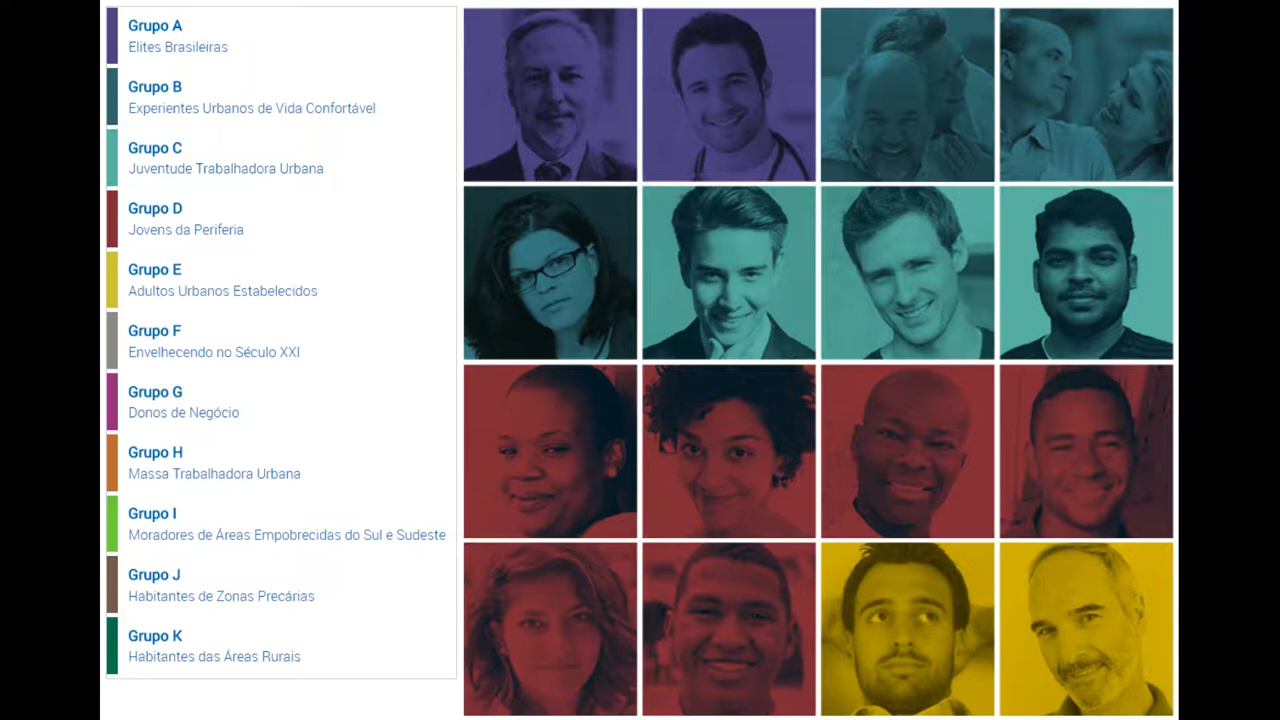 Grupo A
Elites Brasileiras
Grupo B
Experientes Urbanos de Vida Confortável
Grupo C
Juventude Trabalhadora Urbana
Grupo D
Jovens da Periferia
Grupo E
Adultos Urbanos Estabelecidos
Grupo F
Envelhecendo no Século XXI
Grupo G
Donos de Negócio
Grupo H
Massa Trabalhadora Urbana
Grupo I
Moradores de Áreas Empobrecidas do Sul e Sudeste
Grupo J
Habitantes de Zonas Precárias
Grupo K
Habitantes das Áreas Rurais